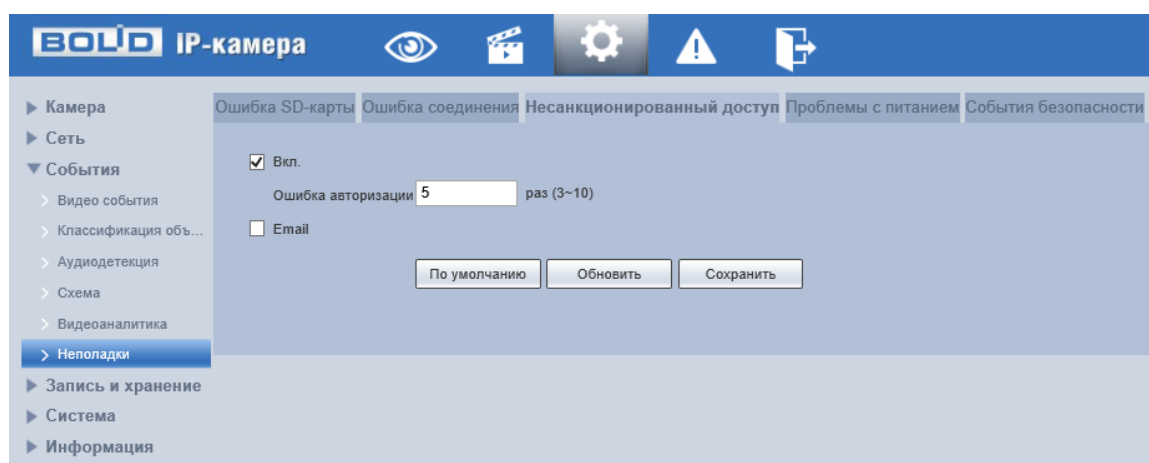 BOLID IP-камера
Камера
Сеть
События
Видео события
Классификация объ...
Аудиодетекция
Схема
Видеоаналитика
Неполадки
Запись и хранение
Система
Информация
Ошибка SD-карты Ошибка соединения Несанкционированный доступ Проблемы с питанием События безопасности
Вкл.
Ошибка авторизации 5 раз (3~10)
Email
По умолчанию Обновить Сохранить